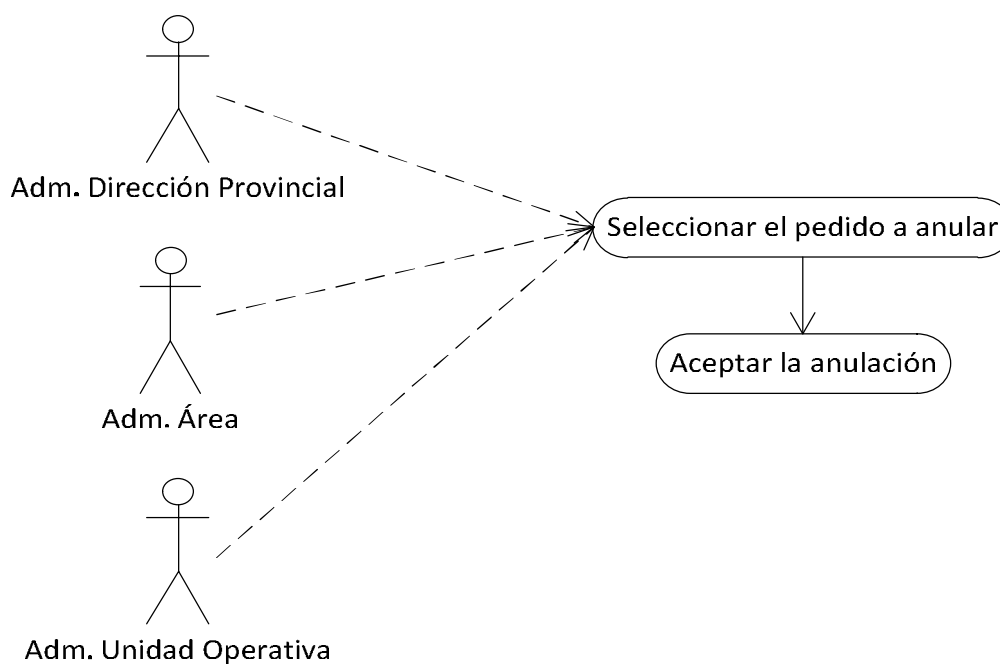 Adm. Dirección Provincial
Seleccionar el pedido a anular
Aceptar la anulación
Adm. Área
Adm. Unidad Operativa